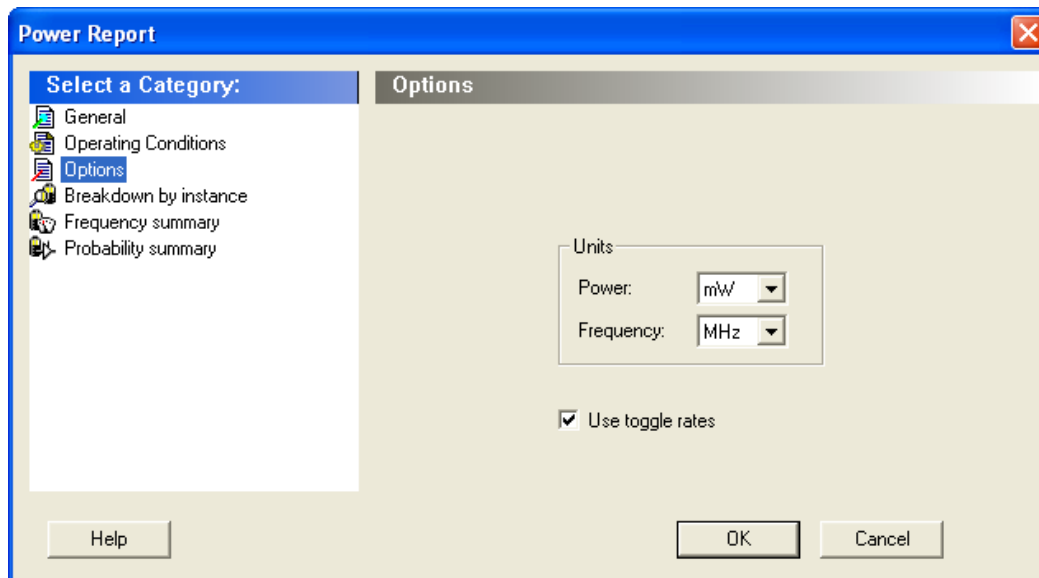 Power Report
Select a Category:
General
Operating Conditions
Options
Breakdown by instance
Frequency summary
Probability summary
Options
Units
Power: mW
Frequency: MHz
Use toggle rates
Help
OK
Cancel